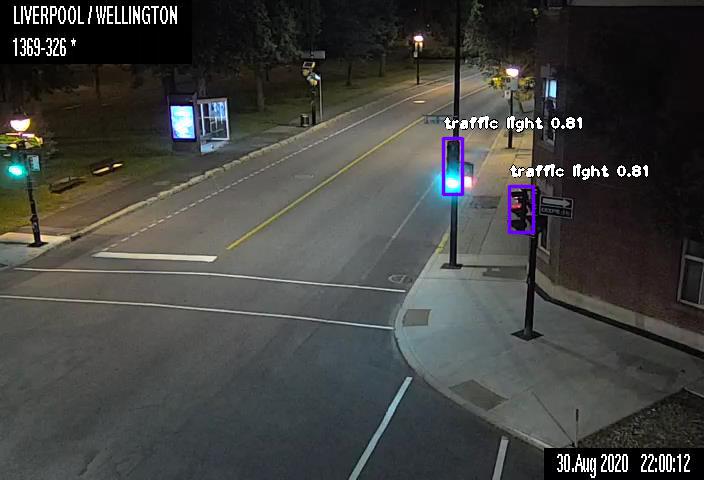 LIVERPOOL / WELLINGTON
1369-326 *
traffic light 0.81
traffic light 0.81
30.Aug 2020 22:00:12